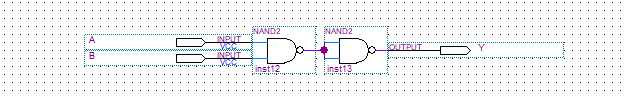 NAND2 NAND2
A INPUT
VCC OUTPUT Y
B INPUT
VCC
inst12 inst13